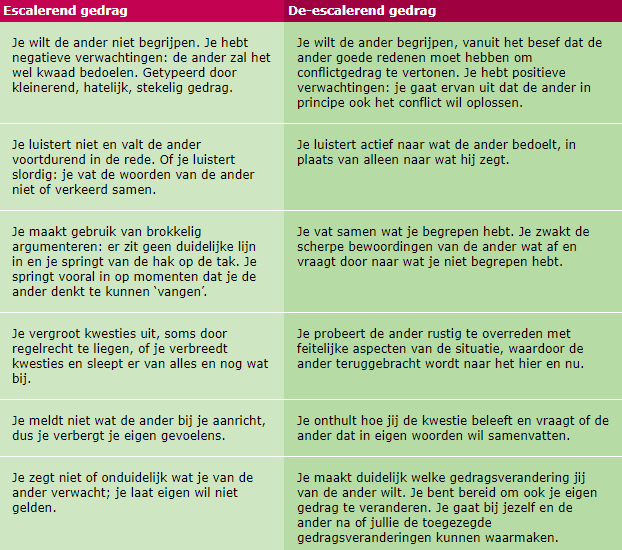 Escalerend gedrag
De-escalerend gedrag
Je wilt de ander niet begrijpen. Je hebt
negatieve verwachtingen: de ander zal het
wel kwaad bedoelen. Getypeerd door
kleinerend, hatelijk, stekelig gedrag.
Je wilt de ander begrijpen, vanuit het besef dat de
ander goede redenen moet hebben om
conflictgedrag te vertonen. Je hebt positieve
verwachtingen: je gaat ervan uit dat de ander in
principe ook het conflict wil oplossen.
Je luistert niet en valt de ander
voortdurend in de rede. Of je luistert
slordig: je vat de woorden van de ander
niet of verkeerd samen.
Je luistert actief naar wat de ander bedoelt, in
plaats van alleen naar wat hij zegt.
Je maakt gebruik van brokkelig
argumenteren: er zit geen duidelijke lijn
in en je springt van de hak op de tak. Je
springt vooral in op momenten dat je de
ander denkt te kunnen ‘vangen’.
Je vat samen wat je begrepen hebt. Je zwakt de
scherpe bewoordingen van de ander wat af en
vraagt door naar wat je niet begrepen hebt.
Je vergroot kwesties uit, soms door
regelrecht te liegen, of je verbreedt
kwesties en sleept er van alles en nog wat
bij.
Je probeert de ander rustig te overreden met
feitelijke aspecten van de situatie, waardoor de
ander teruggebracht wordt naar het hier en nu.
Je meldt niet wat de ander bij je aanricht,
dus je verbergt je eigen gevoelens.
Je onthult hoe jij de kwestie beleeft en vraagt of de
ander dat in eigen woorden wil samenvatten.
Je zegt niet of onduidelijk wat je van de
ander verwacht; je laat eigen wil niet
gelden.
Je maakt duidelijk welke gedragsverandering jij
van de ander wilt. Je bent bereid om ook je eigen
gedrag te veranderen. Je gaat bij jezelf en de
ander na of jullie de toegezegde
gedragsveranderingen kunnen waarmaken.